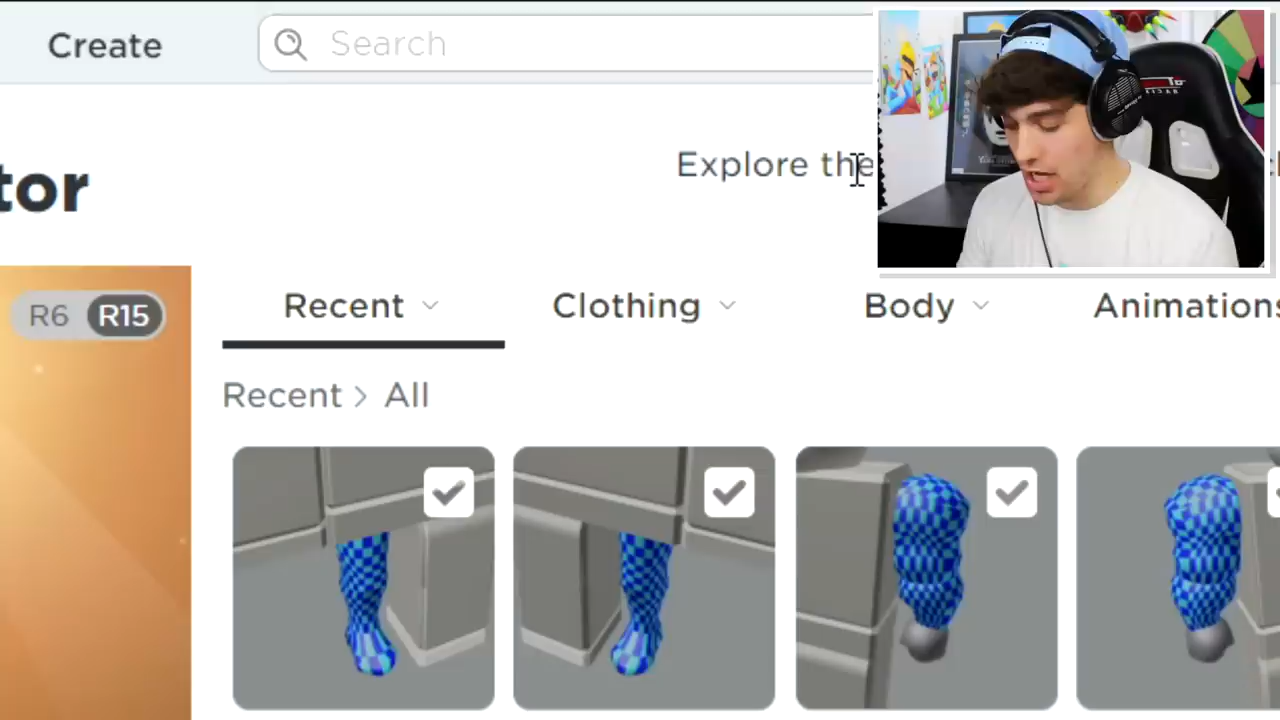 Create
Search
tor
Explore the
R6 R15
Recent Clothing Body Animations
Recent > All